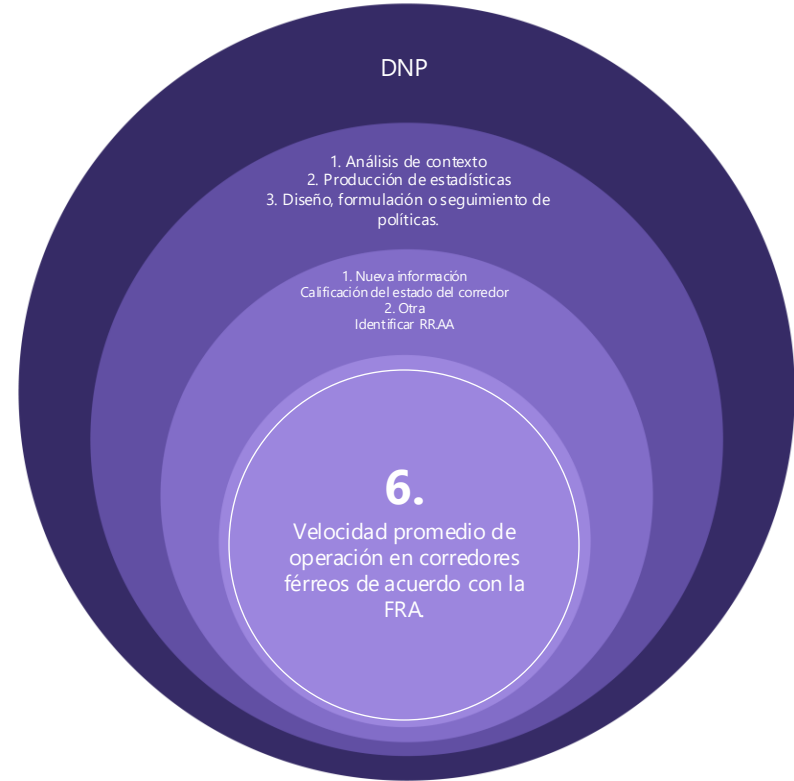 DNP
1. Análisis de contexto
2. Producción de estadísticas
3. Diseño, formulación o seguimiento de
políticas.
1. Nueva información
Calificación del estado del corredor
2. Otra
Identificar RR.AA
6.
Velocidad promedio de
operación en corredores
férreos de acuerdo con la
FRA.